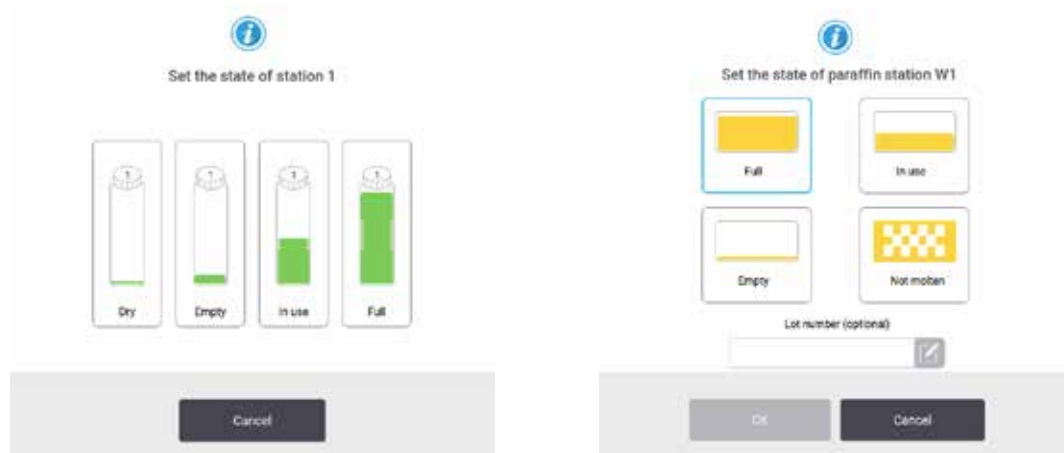 Set the state of station 1
1 1 1 1
Dry Empty In use Full
Cancel
Set the state of paraffin station W1
Full In use
Empty Not molten
Lot number (optional)
OK Cancel